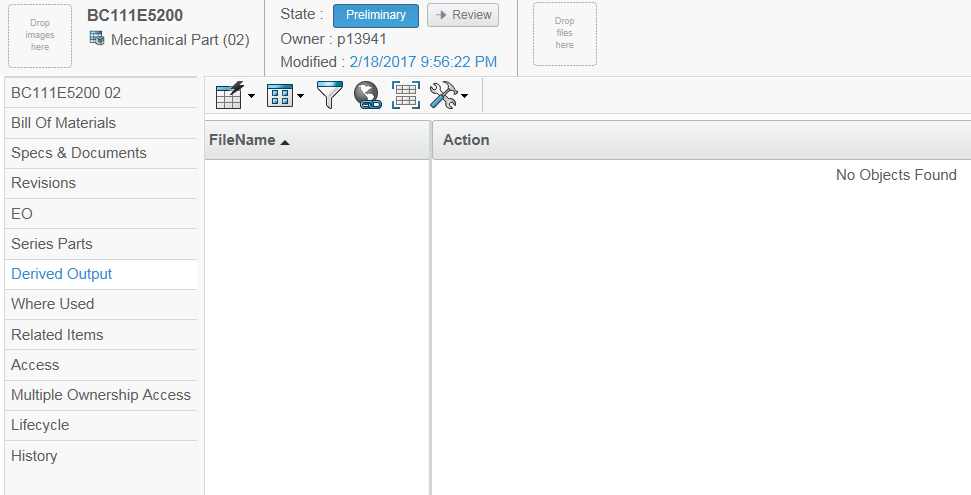 Drop
images
here
BC111E5200
Mechanical Part (02)
State :
Preliminary
Review
Owner : p13941
Modified : 2/18/2017 9:56:22 PM
Drop
files
here
BC111E5200 02
Bill Of Materials
Specs & Documents
Revisions
EO
Series Parts
Derived Output
Where Used
Related Items
Access
Multiple Ownership Access
Lifecycle
History
FileName
Action
No Objects Found